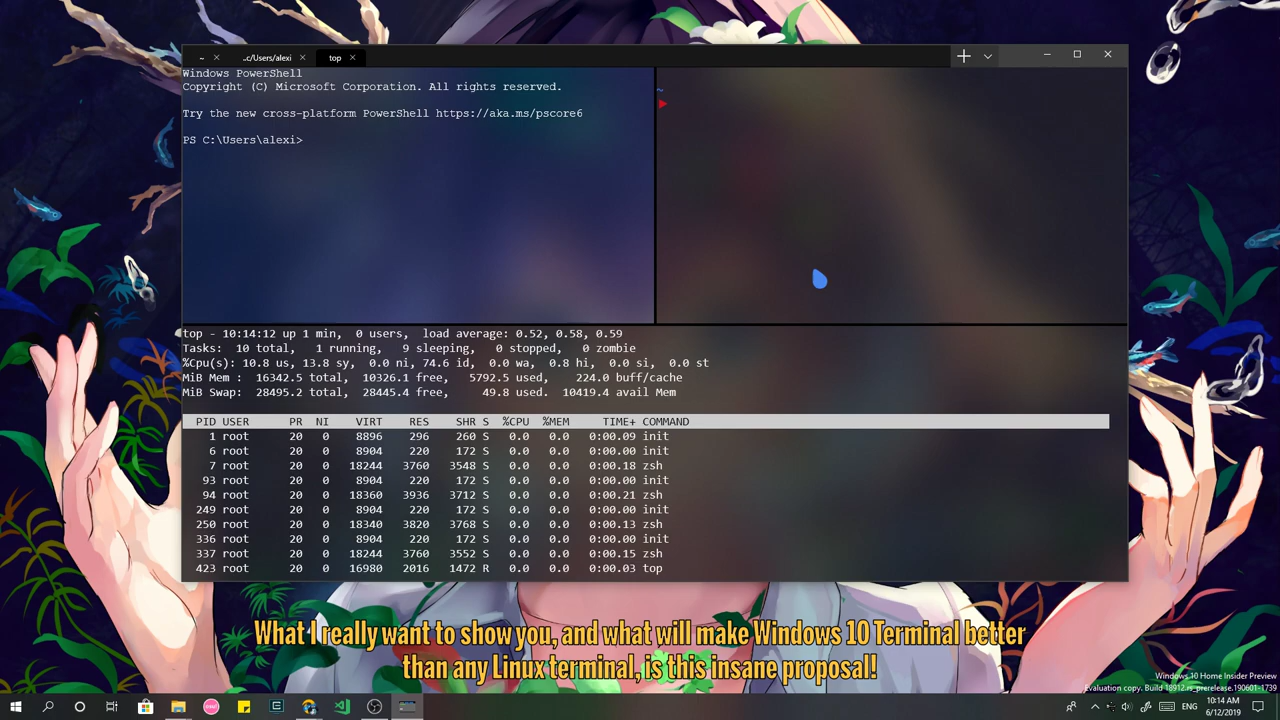 ~
..c/Users/alexi
top
Windows PowerShell
Copyright (C) Microsoft Corporation. All rights reserved.
Try the new cross-platform PowerShell https://aka.ms/pscore6
PS C:\Users\alexi>
~
top - 10:14:12 up 1 min,  0 users,  load average: 0.52, 0.58, 0.59
Tasks:  10 total,   1 running,   9 sleeping,   0 stopped,   0 zombie
%Cpu(s): 10.8 us, 13.8 sy,  0.0 ni, 74.6 id,  0.0 wa,  0.8 hi,  0.0 si,  0.0 st
MiB Mem :  16342.5 total,  10326.1 free,   5792.5 used,    224.0 buff/cache
MiB Swap:  28495.2 total,  28445.4 free,     49.8 used.  10419.4 avail Mem
PID USER      PR  NI    VIRT    RES    SHR S  %CPU  %MEM     TIME+ COMMAND
1 root      20   0    8896    296    260 S   0.0   0.0   0:00.09 init
6 root      20   0    8904    220    172 S   0.0   0.0   0:00.00 init
7 root      20   0   18244   3760   3548 S   0.0   0.0   0:00.18 zsh
93 root      20   0    8904    220    172 S   0.0   0.0   0:00.00 init
94 root      20   0   18360   3936   3712 S   0.0   0.0   0:00.21 zsh
249 root      20   0    8904    220    172 S   0.0   0.0   0:00.00 init
250 root      20   0   18340   3820   3768 S   0.0   0.0   0:00.13 zsh
336 root      20   0    8904    220    172 S   0.0   0.0   0:00.00 init
337 root      20   0   18244   3760   3552 S   0.0   0.0   0:00.15 zsh
423 root      20   0   16980   2016   1472 R   0.0   0.0   0:00.03 top
What I really want to show you, and what will make Windows 10 Terminal better
than any Linux terminal, is this insane proposal!
Windows 10 Home Insider Preview
Evaluation copy. Build 18912.rs_prerelease.190601-1739
ENG
10:14 AM
6/12/2019